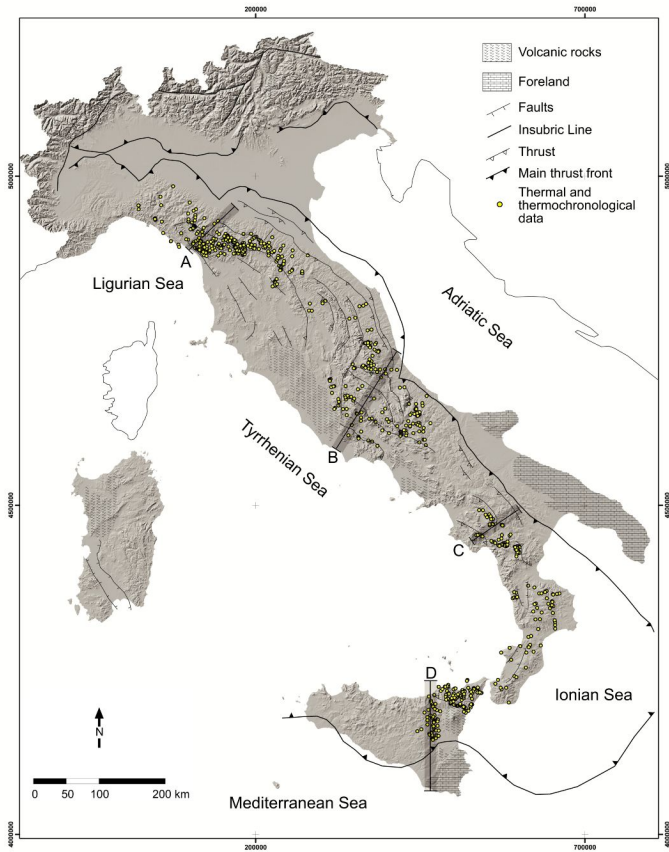 200000
700000
Volcanic rocks
Foreland
Faults
Insubric Line
Thrust
Main thrust front
Thermal and
thermochronological
data
5000000
5000000
A
Ligurian Sea
Adriatic Sea
Tyrrhenian Sea
B
4500000
4500000
C
D
Ionian Sea
N
0 50 100 200 km
Mediterranean Sea
4000000
4000000
200000
700000